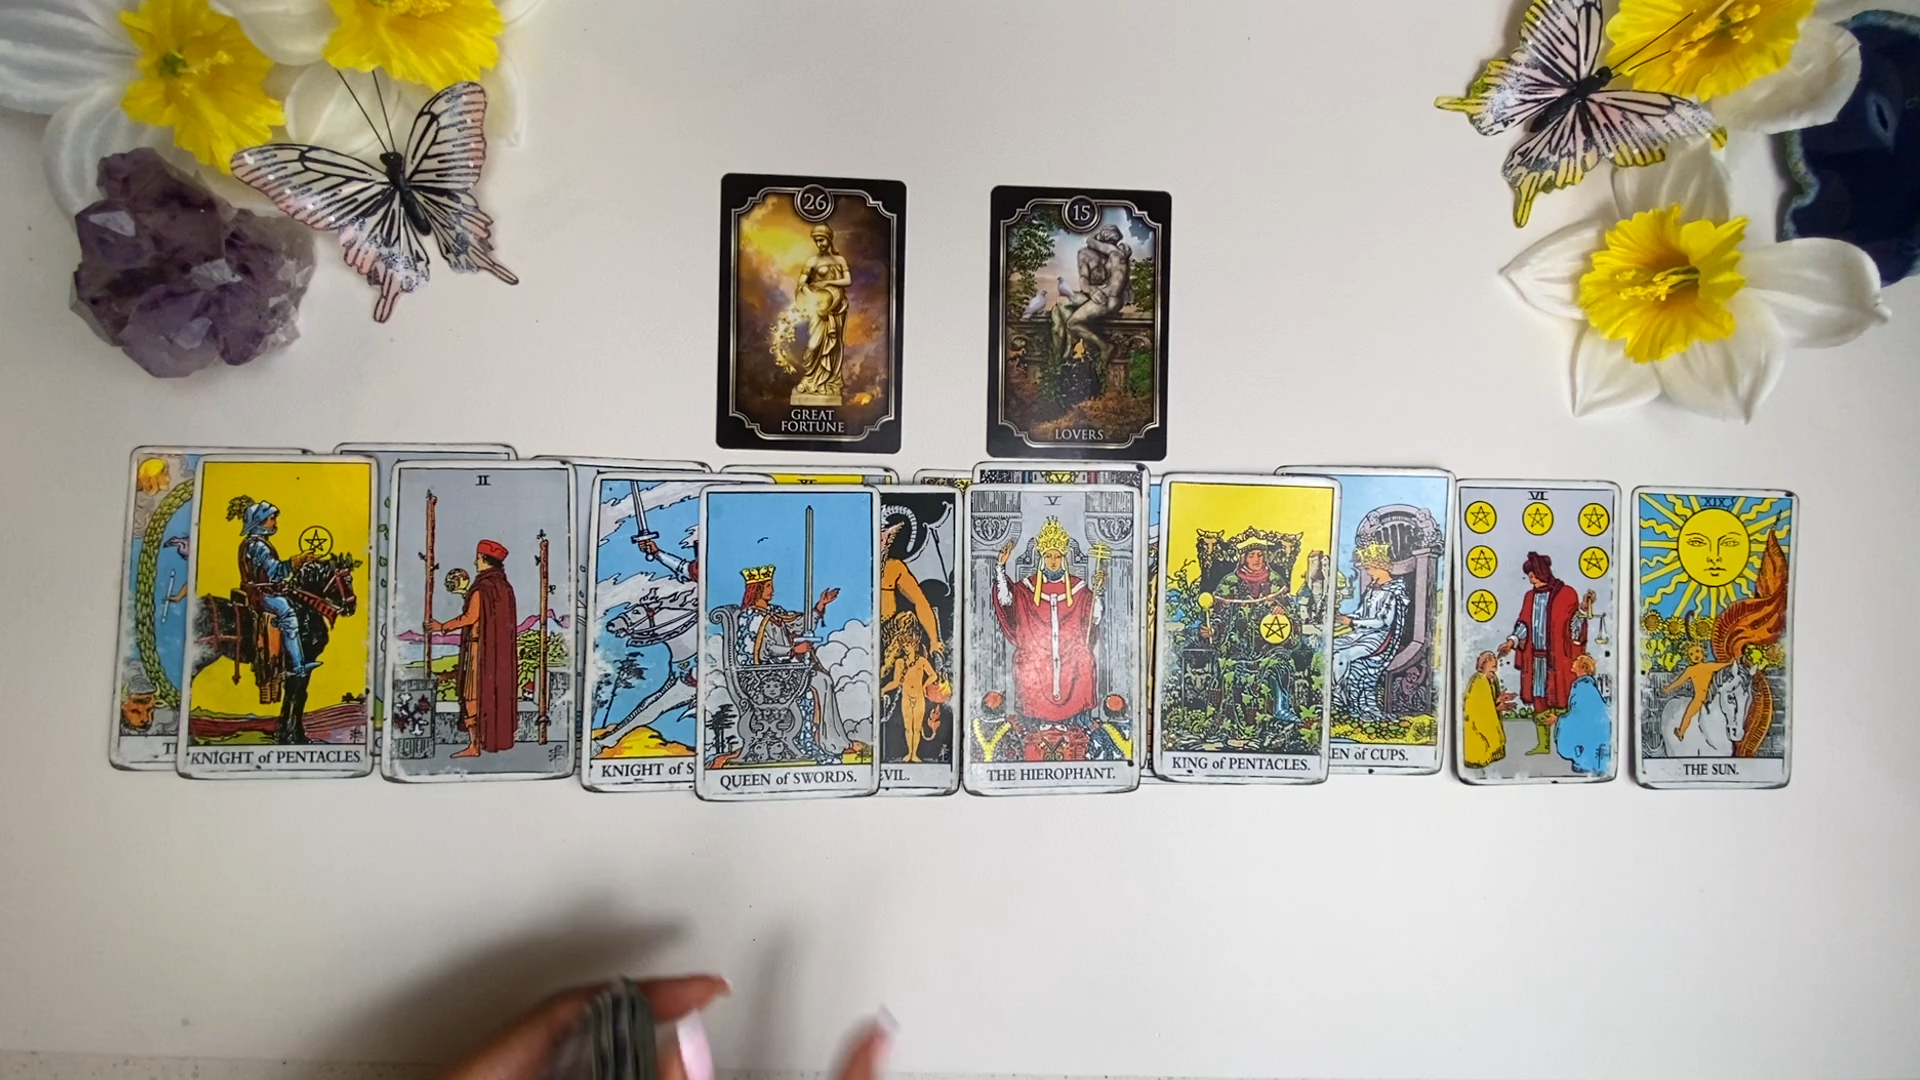 26
GREAT
FORTUNE
15
LOVERS
KNIGHT of PENTACLES.
II
KNIGHT of S
QUEEN of SWORDS.
EVIL.
V
THE HIEROPHANT.
KING of PENTACLES.
EN of CUPS.
VI
XIX
THE SUN.